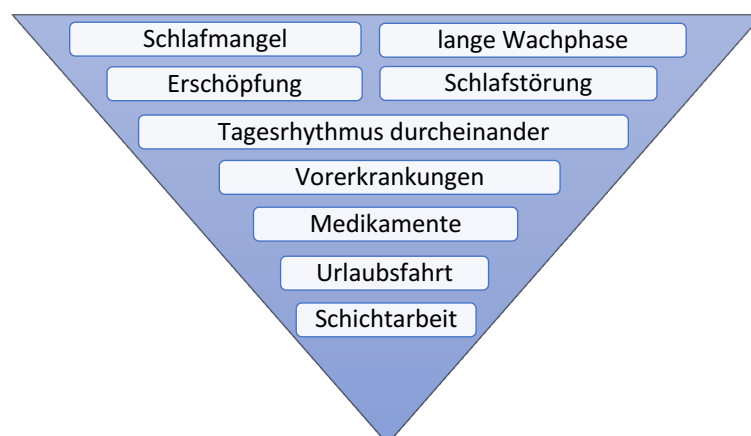 Schlafmangel lange Wachphase
Erschöpfung Schlafstörung
Tagesrhythmus durcheinander
Vorerkrankungen
Medikamente
Urlaubsfahrt
Schichtarbeit